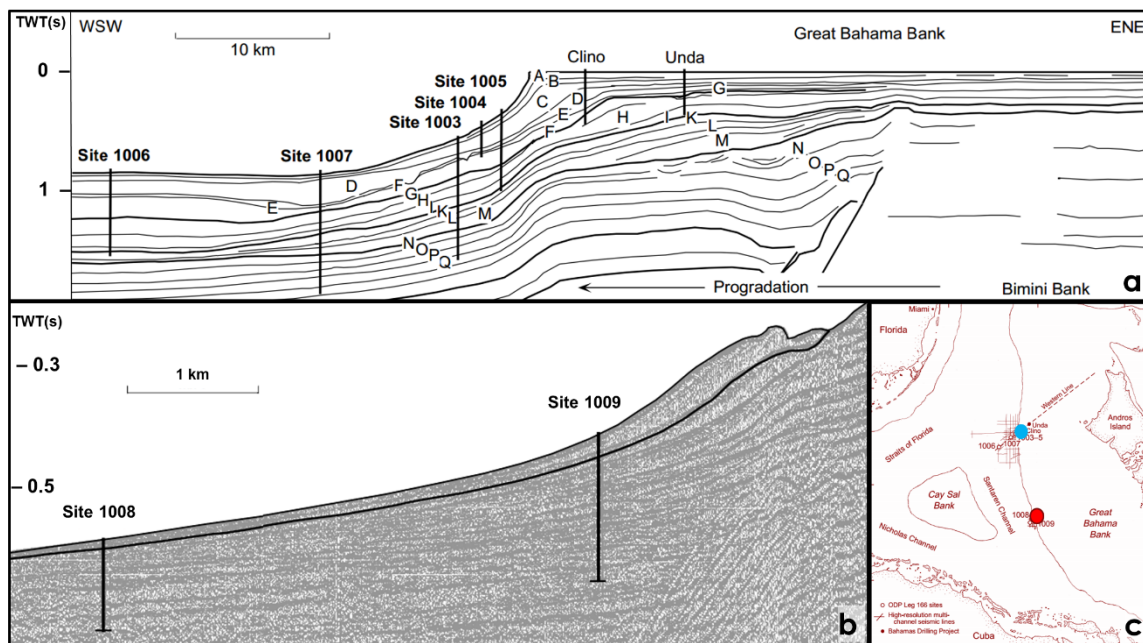 TWT(s) WSW Great Bahama Bank ENE
10 km
Clino Unda
0
Site 1005
Site 1004
Site 1003
Site 1006
Site 1007
1
A B C D E F G H I K L M N O P Q
D E F G H I K L M N O P Q
Progradation
Bimini Bank
a
TWT(s)
– 0.3
1 km
Site 1009
– 0.5
Site 1008
b
Miami
Florida
Western Line
Andros
Island
Unda
Clino
1003-5
1007
1006
Straits of Florida
Cay Sal
Bank
Santaren Channel
1008
1009
Great
Bahama
Bank
Nicholas Channel
ODP Leg 166 sites
High-resolution multi-
channel seismic lines
Bahamas Drilling Project
Cuba
c